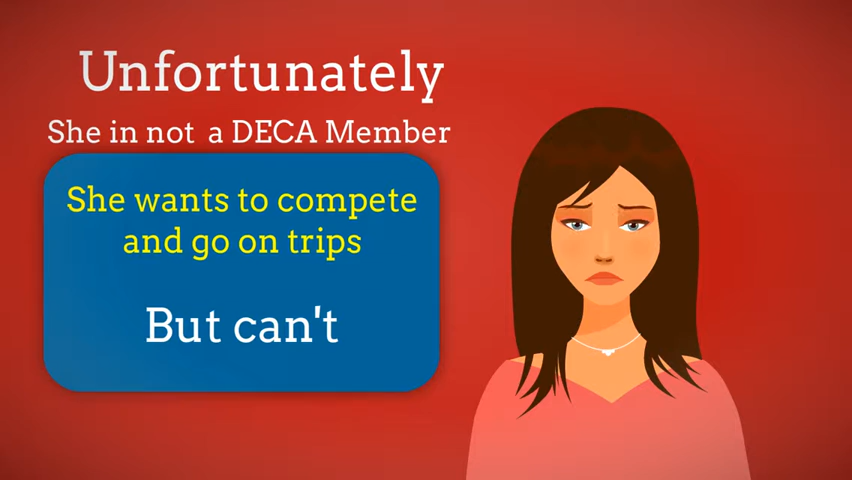 Unfortunately
She in not a DECA Member
She wants to compete
and go on trips
But can't